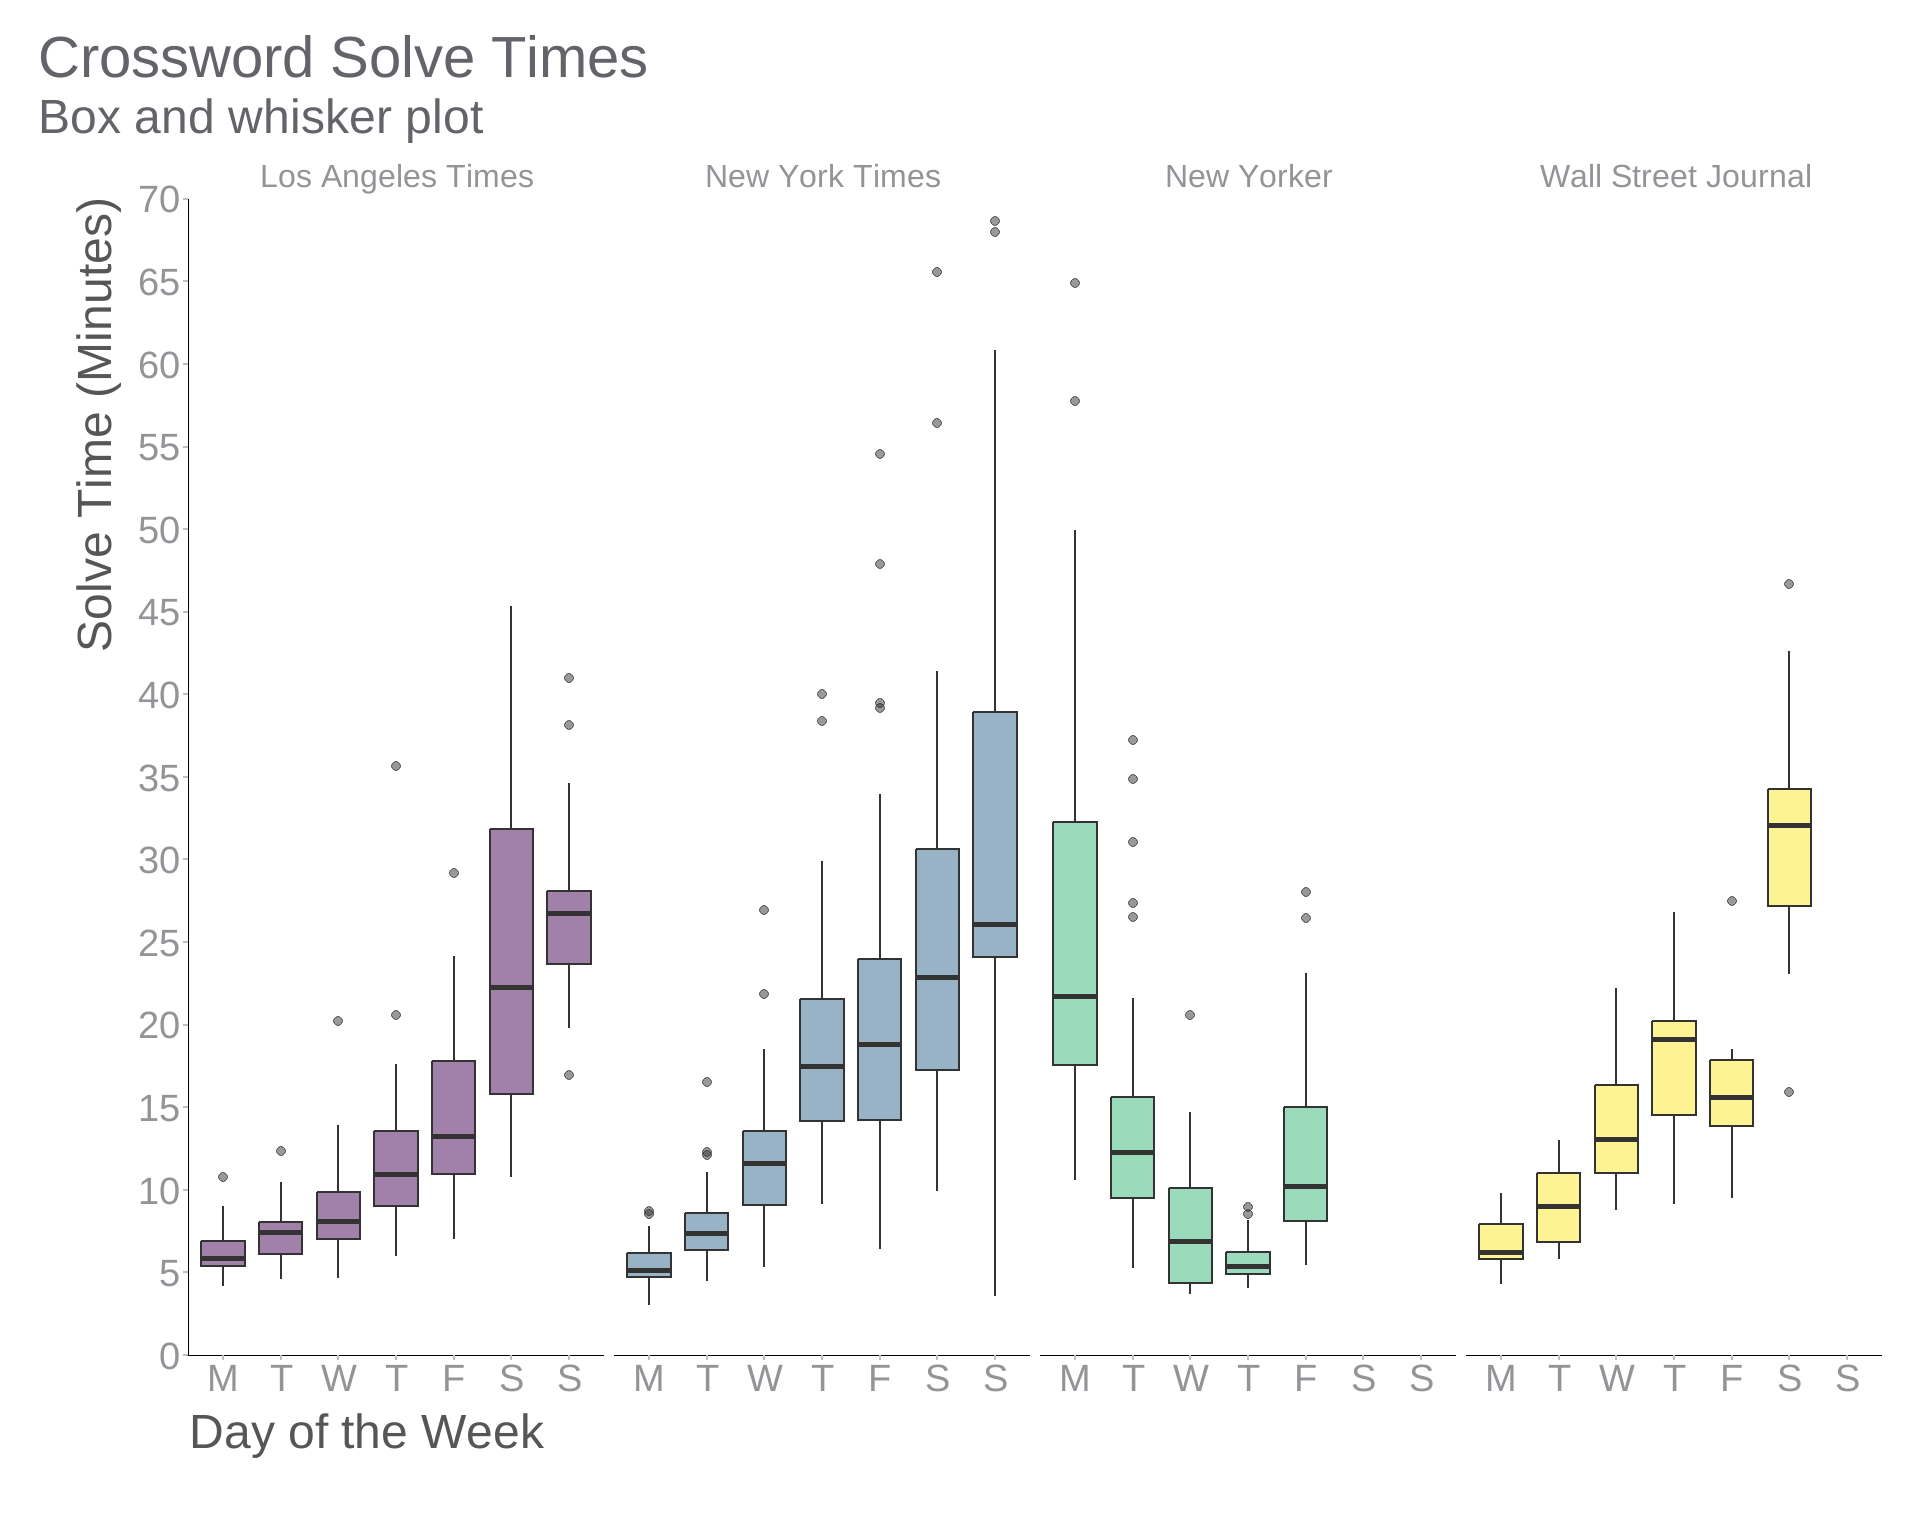 Crossword Solve Times
Box and whisker plot
Los Angeles Times New York Times New Yorker Wall Street Journal
Solve Time (Minutes)
70
65
60
55
50
45
40
35
30
25
20
15
10
5
0
M T W T F S S M T W T F S S M T W T F S S M T W T F S S
Day of the Week